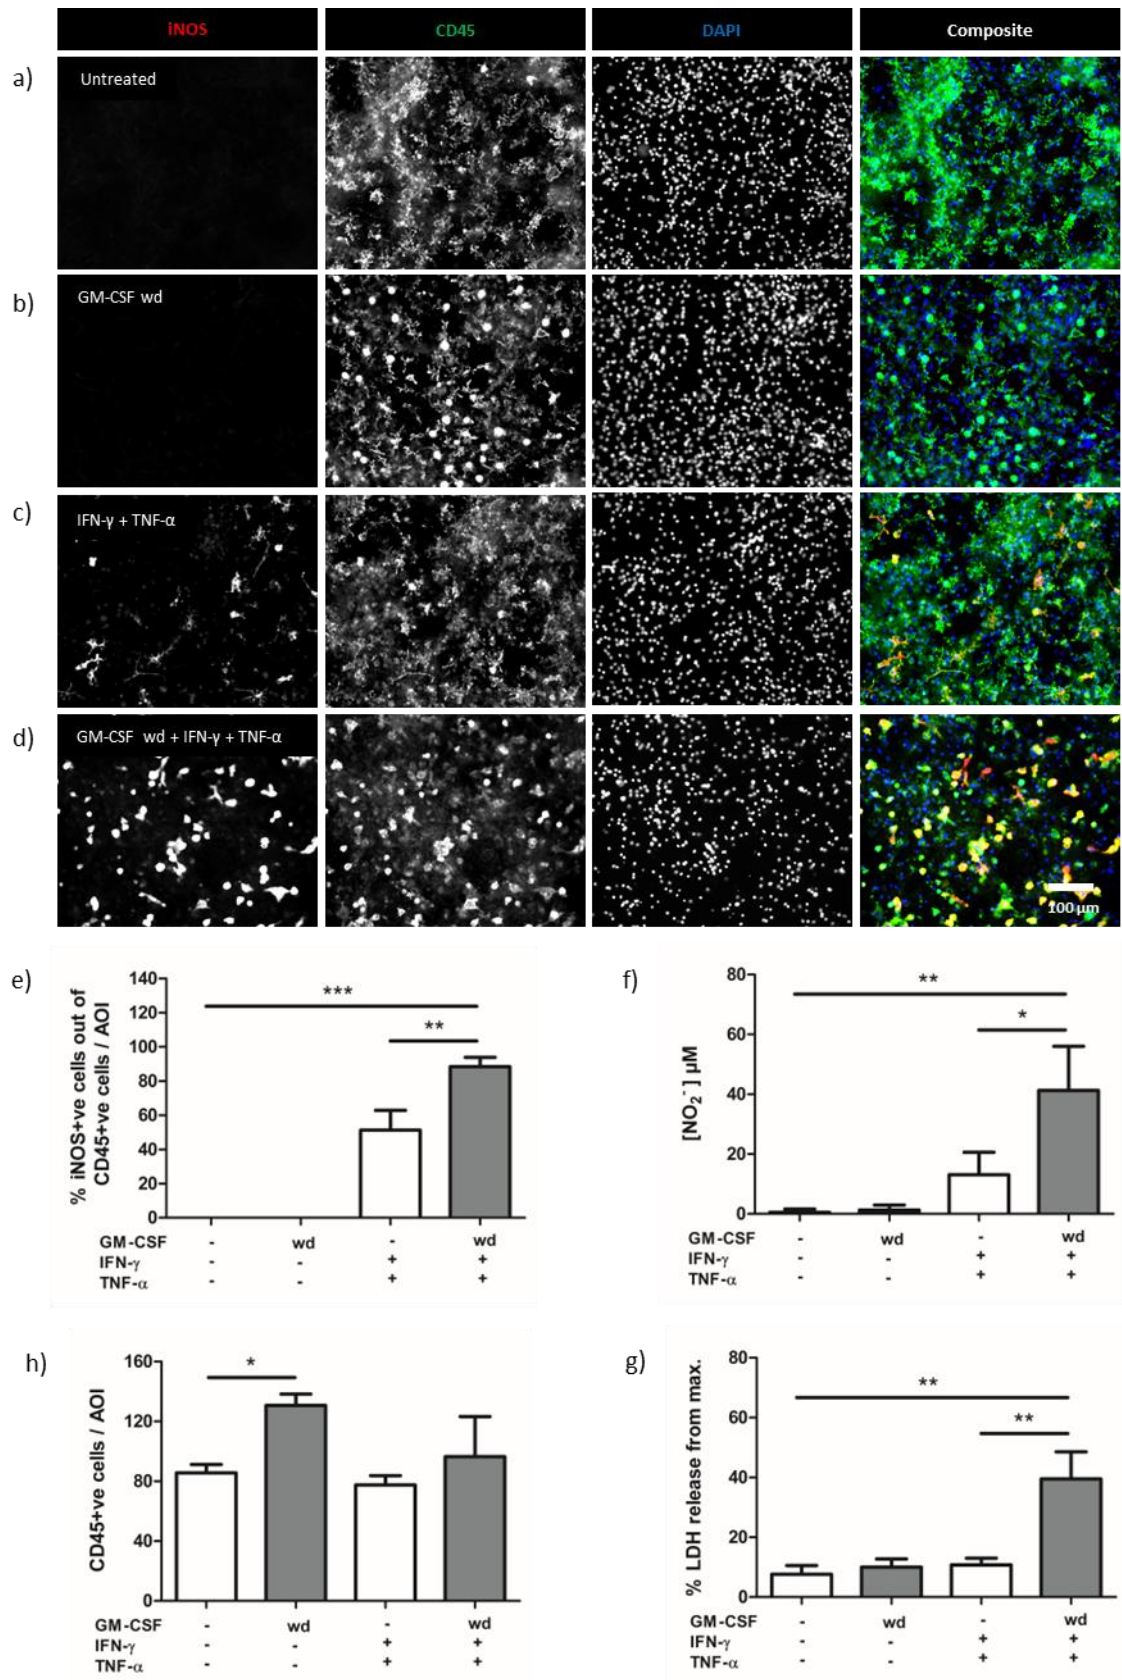 iNOS CD45 DAPI Composite
a) Untreated
b) GM-CSF wd
c) IFN-γ + TNF-α
d) GM-CSF wd + IFN-γ + TNF-α
100 µm
e)
% iNOS+ve cells out of
CD45+ve cells / AOI
140
120
100
80
60
40
20
0
***
**
GM-CSF - wd - wd
IFN-γ - - + +
TNF-α - - + +
f)
[NO₂⁻] µM
80
60
40
20
0
**
*
GM-CSF - wd - wd
IFN-γ - - + +
TNF-α - - + +
h)
CD45+ve cells / AOI
160
120
80
40
0
*
GM-CSF - wd - wd
IFN-γ - - + +
TNF-α - - + +
g)
% LDH release from max.
80
60
40
20
0
**
**
GM-CSF - wd - wd
IFN-γ - - + +
TNF-α - - + +